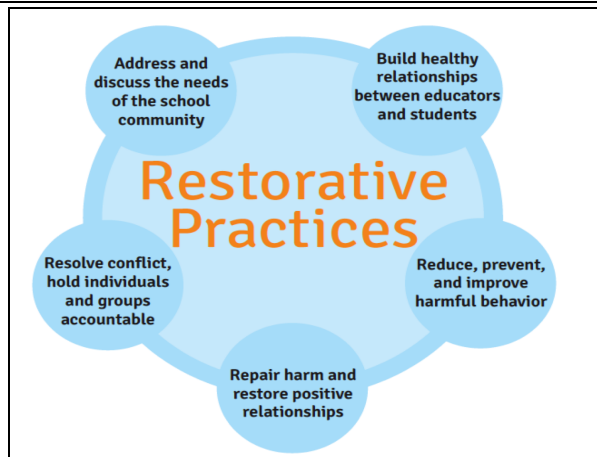 Address and
discuss the needs
of the school
community
Build healthy
relationships
between educators
and students
Restorative
Practices
Resolve conflict,
hold individuals
and groups
accountable
Reduce, prevent,
and improve
harmful behavior
Repair harm and
restore positive
relationships